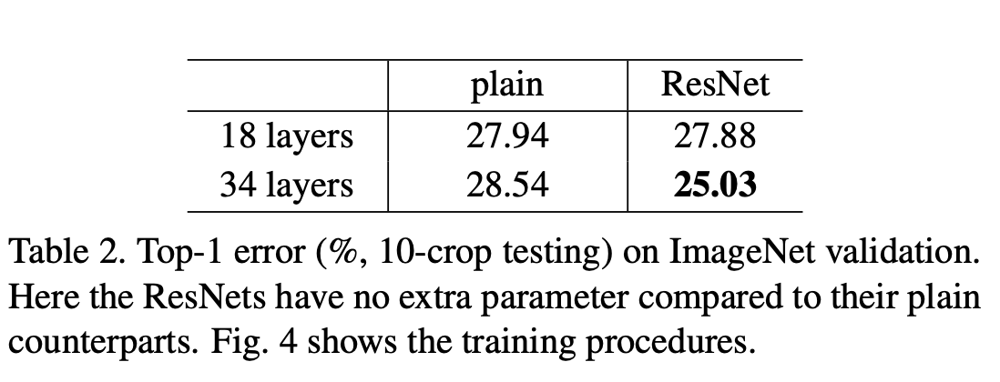 plain ResNet
18 layers 27.94 27.88
34 layers 28.54 25.03
Table 2. Top-1 error (%, 10-crop testing) on ImageNet validation.
Here the ResNets have no extra parameter compared to their plain
counterparts. Fig. 4 shows the training procedures.